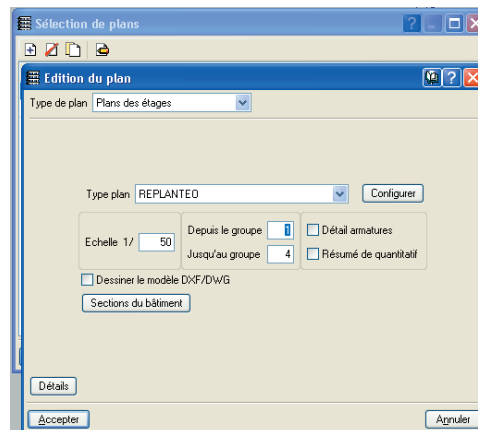 Sélection de plans
Edition du plan
Type de plan Plans des étages
Type plan REPLANTEO Configurer
Echelle 1/ 50
Depuis le groupe 1
Jusqu'au groupe 4
Détail armatures
Résumé de quantitatif
Dessiner le modèle DXF/DWG
Sections du bâtiment
Détails
Accepter Annuler